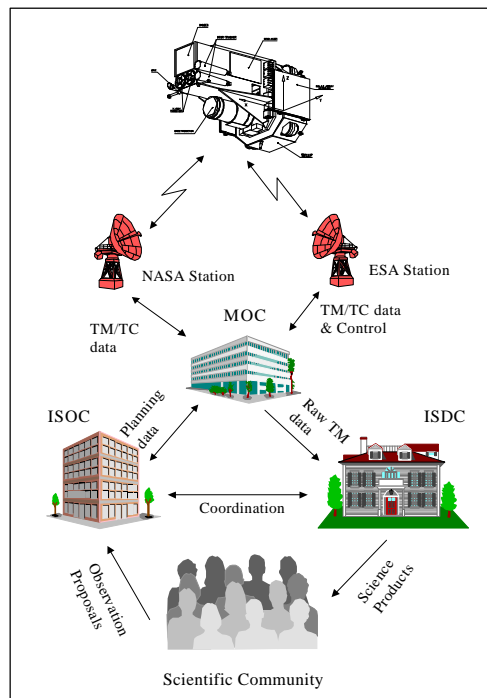 NASA Station
ESA Station
TM/TC
data
MOC
TM/TC data
& Control
ISOC
Planning
data
Raw TM
data
ISDC
Coordination
Observation
Proposals
Science
Products
Scientific Community